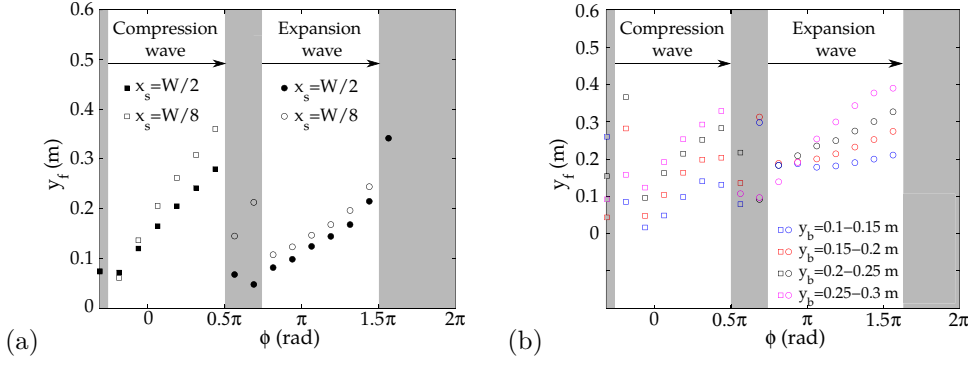 0.6
0.5
0.4
0.3
0.2
0.1
0
y_f (m)
Compression
wave
Expansion
wave
x_s=W/2
x_s=W/8
x_s=W/2
x_s=W/8
0
0.5π
π
1.5π
2π
ϕ (rad)
(a)
0.6
0.5
0.4
0.3
0.2
0.1
0
y_f (m)
Compression
wave
Expansion
wave
y_b=0.1–0.15 m
y_b=0.15–0.2 m
y_b=0.2–0.25 m
y_b=0.25–0.3 m
0
0.5π
π
1.5π
2π
ϕ (rad)
(b)